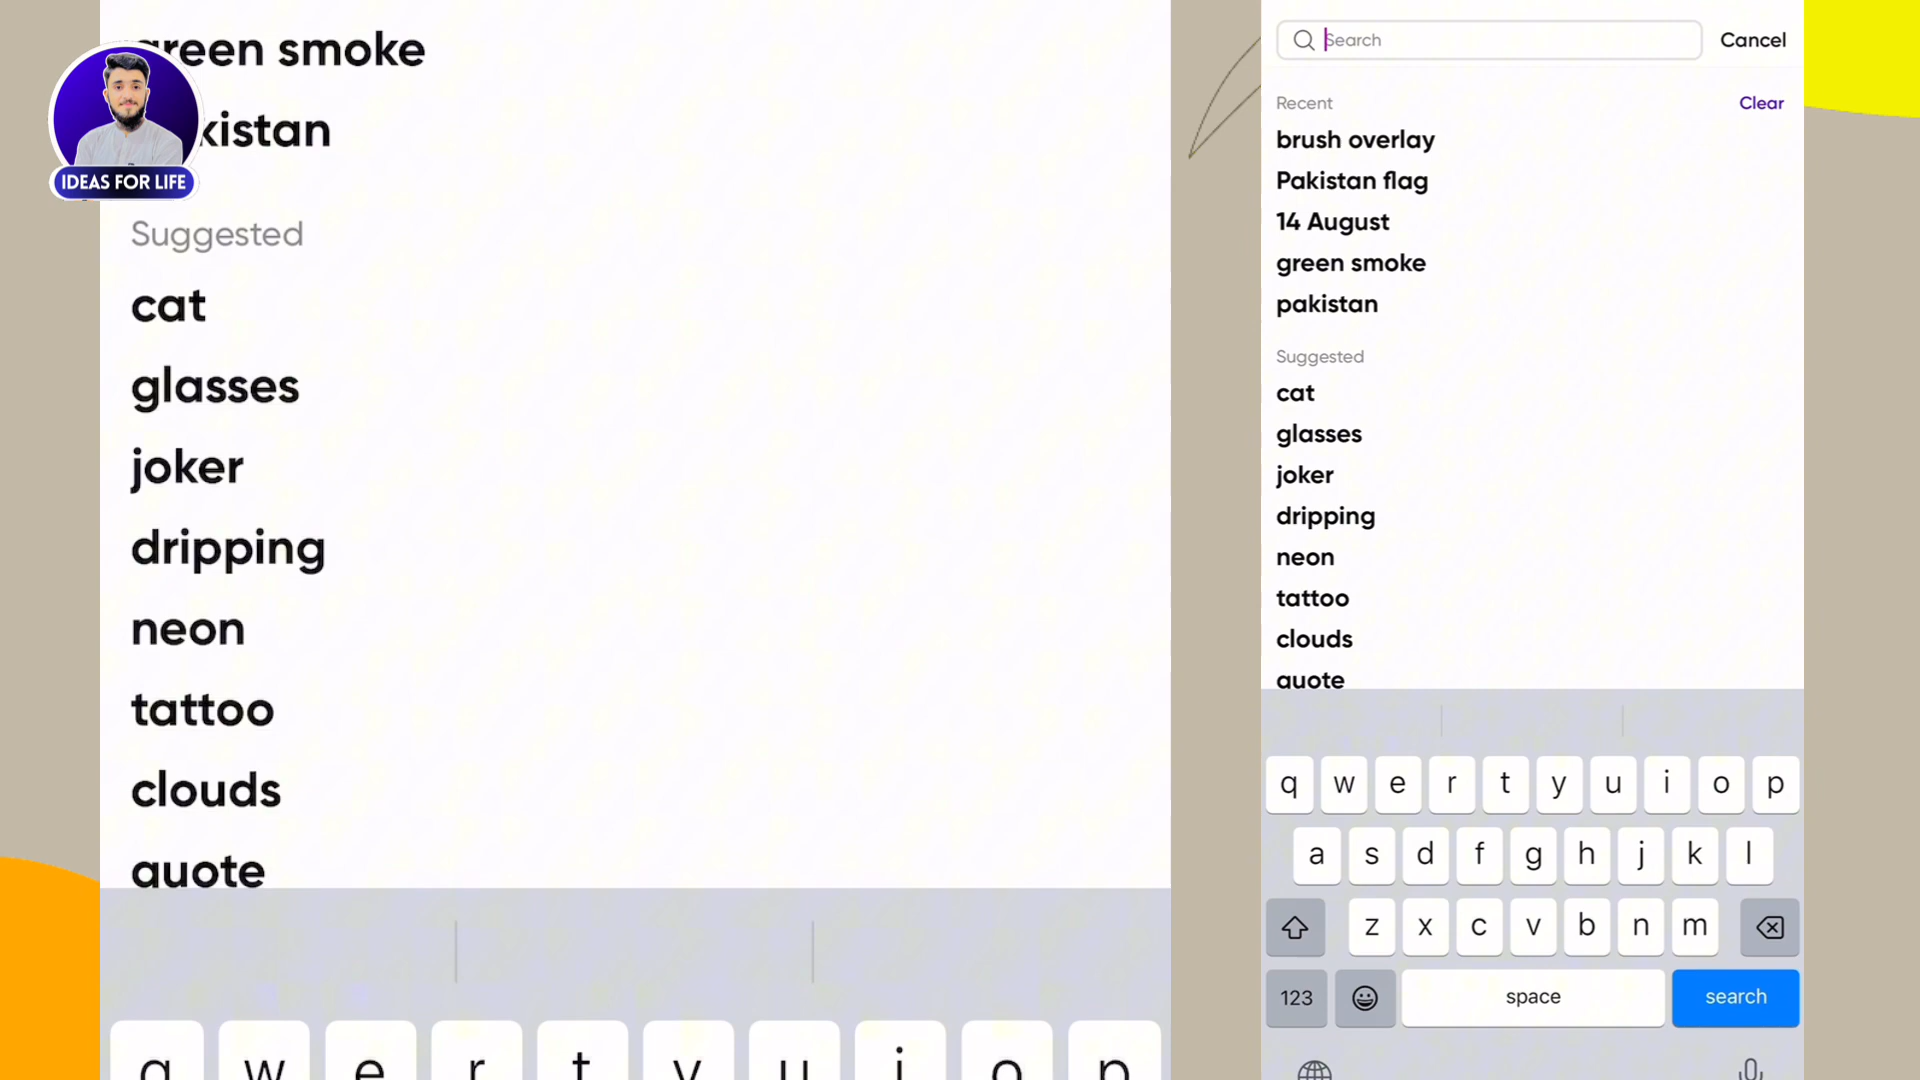 green smoke
kistan
IDEAS FOR LIFE
Suggested
cat
glasses
joker
dripping
neon
tattoo
clouds
quote
q w e r t y u i o p
Search
Cancel
Recent
Clear
brush overlay
Pakistan flag
14 August
green smoke
pakistan
Suggested
cat
glasses
joker
dripping
neon
tattoo
clouds
quote
q w e r t y u i o p
a s d f g h j k l
z x c v b n m
123
space
search